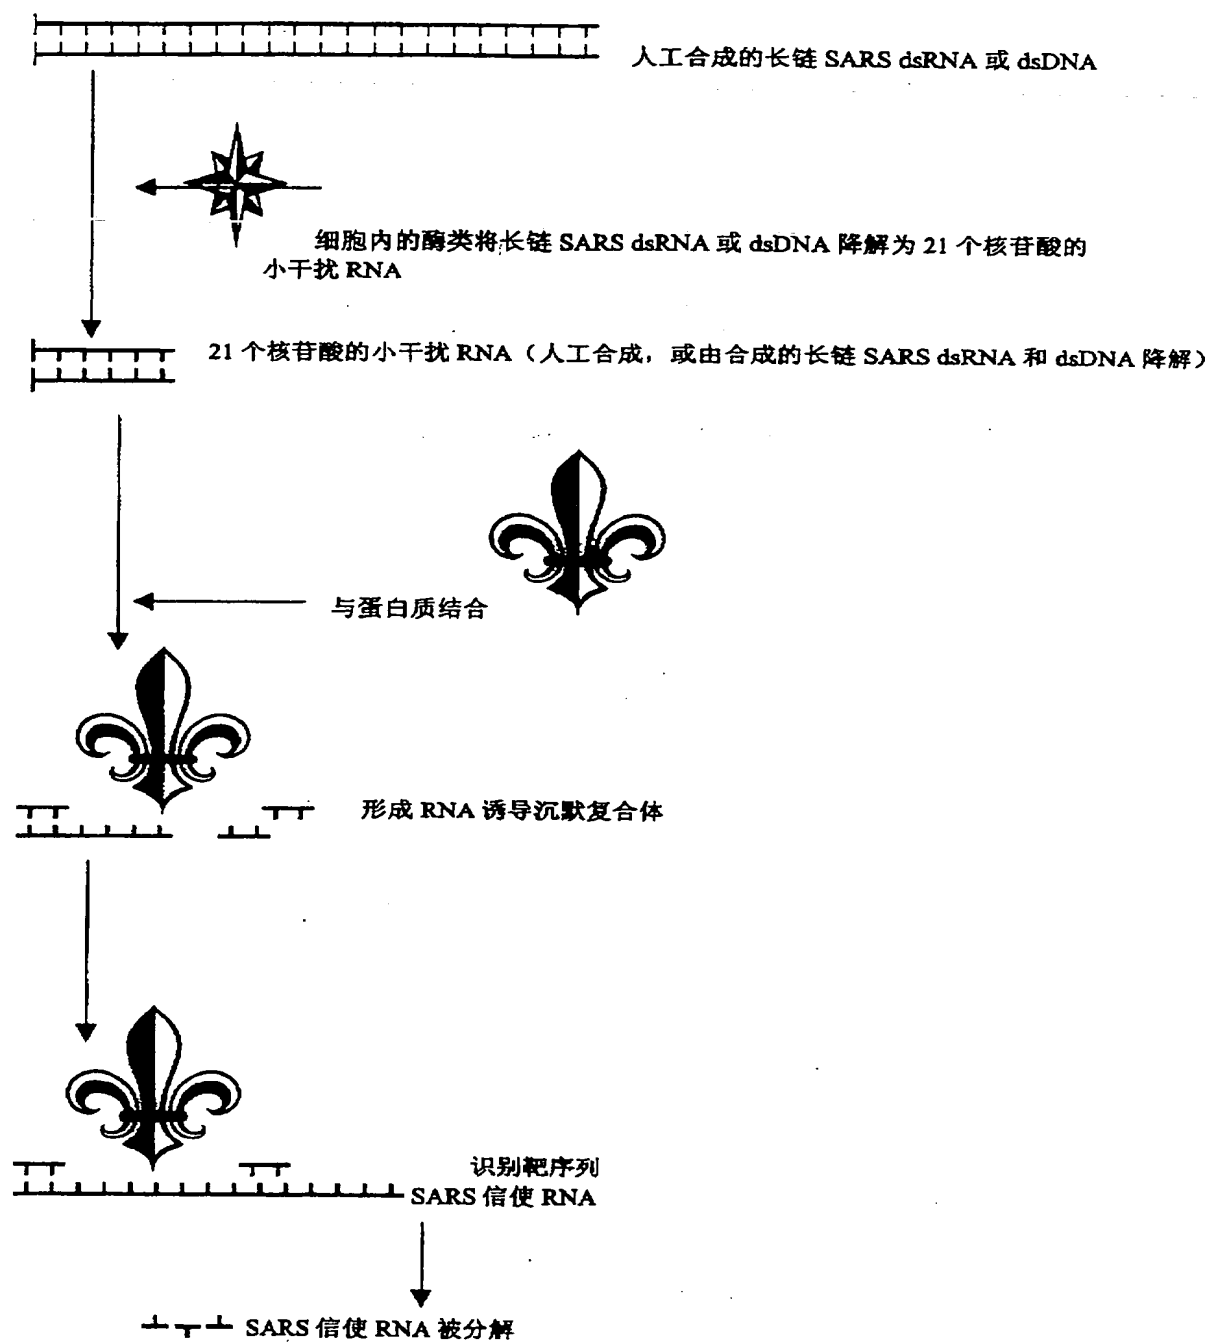 人工合成的长链 SARS dsRNA 或 dsDNA
细胞内的酶类将长链 SARS dsRNA 或 dsDNA 降解为 21 个核苷酸的
小干扰 RNA
21 个核苷酸的小干扰 RNA（人工合成，或由合成的长链 SARS dsRNA 和 dsDNA 降解）
与蛋白质结合
形成 RNA 诱导沉默复合体
识别靶序列
SARS 信使 RNA
SARS 信使 RNA 被分解